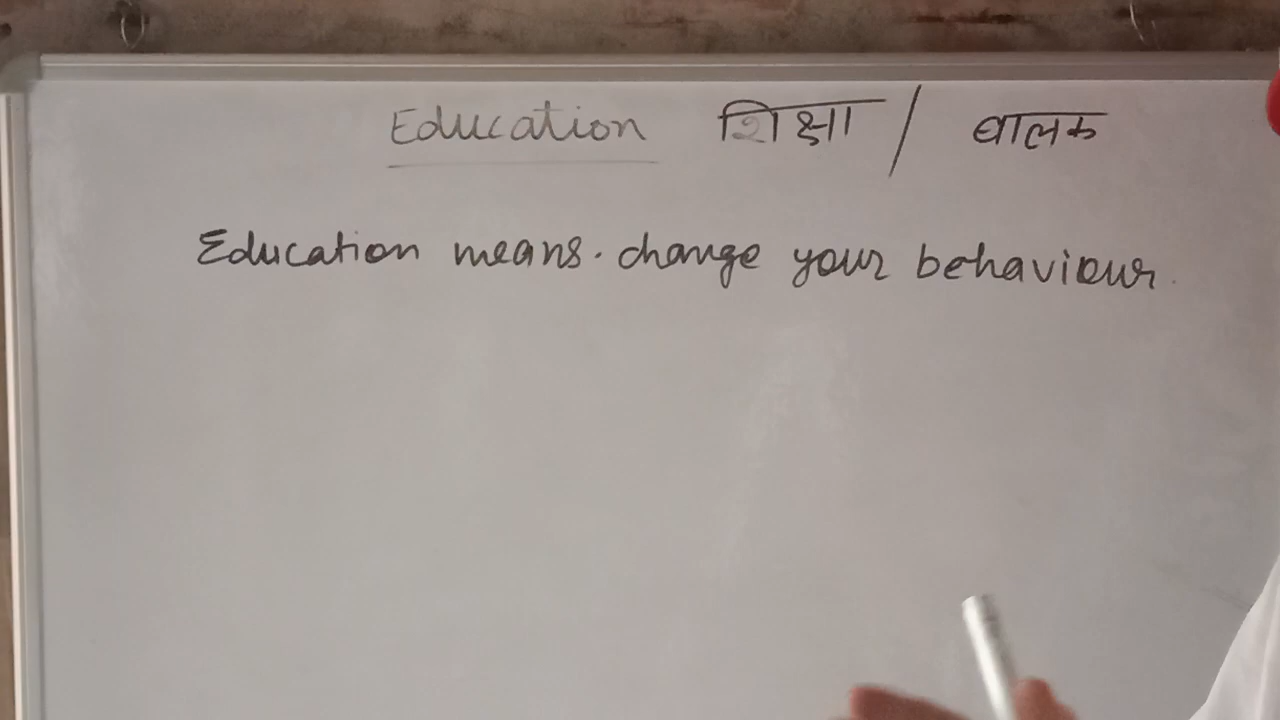 Education शिक्षा / बालक
Education means. change your behaviour.